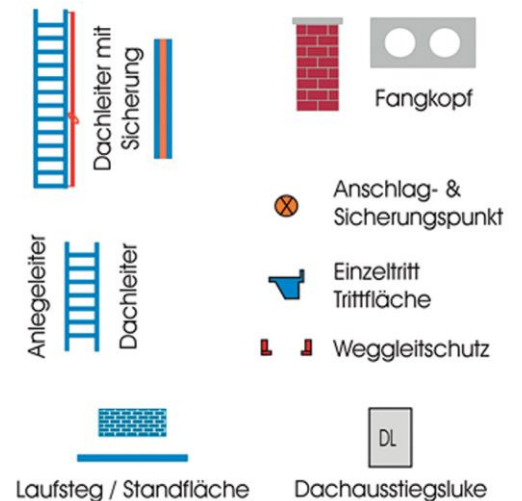 Dachleiter mit
Sicherung
Fangkopf
Anschlag- &
Sicherungspunkt
Anlegeleiter
Dachleiter
Einzeltritt
Trittfläche
Weggleitschutz
DL
Laufsteg / Standfläche
Dachausstiegsluke